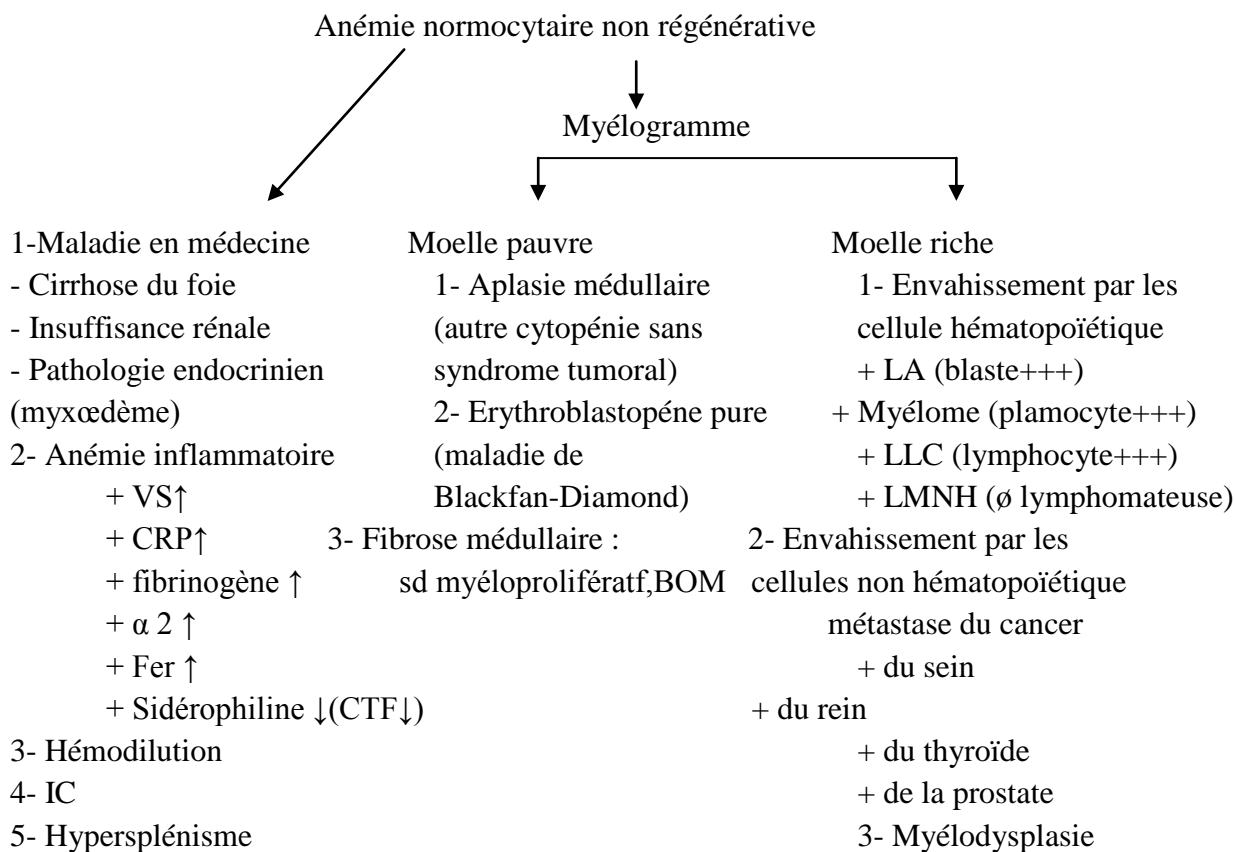 Anémie normocytaire non régénérative
Myélogramme
1-Maladie en médecine
- Cirrhose du foie
- Insuffisance rénale
- Pathologie endocrinien
(myxœdème)
2- Anémie inflammatoire
+ VS↑
+ CRP↑
+ fibrinogène ↑
+ α 2 ↑
+ Fer ↑
+ Sidérophiline ↓(CTF↓)
3- Hémodilution
4- IC
5- Hypersplénisme
Moelle pauvre
1- Aplasie médullaire
(autre cytopénie sans
syndrome tumoral)
2- Erythroblastopéne pure
(maladie de
Blackfan-Diamond)
3- Fibrose médullaire :
sd myéloprolifératf,BOM
Moelle riche
1- Envahissement par les
cellule hématopoïétique
+ LA (blaste+++)
+ Myélome (plamocyte+++)
+ LLC (lymphocyte+++)
+ LMNH (ø lymphomateuse)
2- Envahissement par les
cellules non hématopoïétique
métastase du cancer
+ du sein
+ du rein
+ du thyroïde
+ de la prostate
3- Myélodysplasie